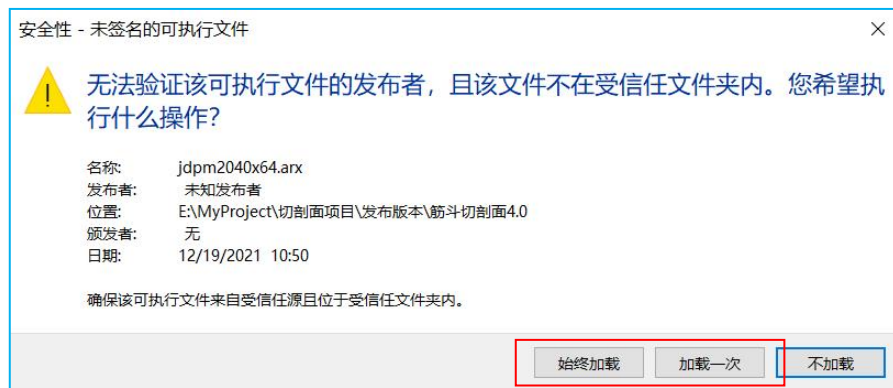 安全性 - 未签名的可执行文件
无法验证该可执行文件的发布者，且该文件不在受信任文件夹内。您希望执
行什么操作？
名称: jdpm2040x64.arx
发布者: 未知发布者
位置: E:\MyProject\切剖面项目\发布版本\筋斗切剖面4.0
颁发者: 无
日期: 12/19/2021 10:50
确保该可执行文件来自受信任源且位于受信任文件夹内。
始终加载 加载一次 不加载